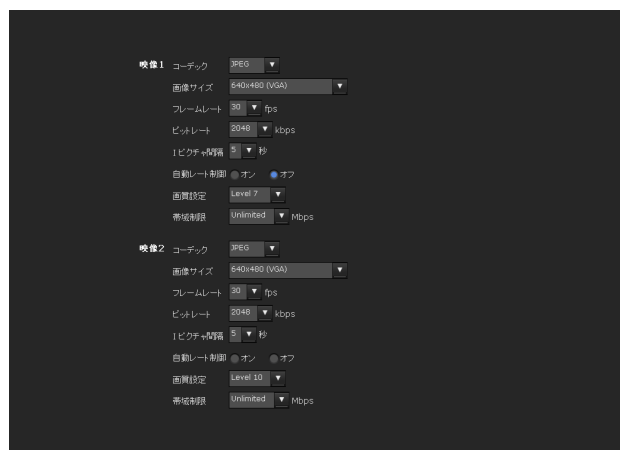 映像1 コーデック JPEG
画像サイズ 640x480 (VGA)
フレームレート 30 fps
ビットレート 2048 kbps
Iピクチャ間隔 5 秒
自動レート制御 オン オフ
画質設定 Level 7
帯域制限 Unlimited Mbps
映像2 コーデック JPEG
画像サイズ 640x480 (VGA)
フレームレート 30 fps
ビットレート 2048 kbps
Iピクチャ間隔 5 秒
自動レート制御 オン オフ
画質設定 Level 10
帯域制限 Unlimited Mbps